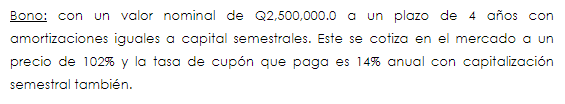 Bono: con un valor nominal de Q2,500,000.0 a un plazo de 4 años con
amortizaciones iguales a capital semestrales. Este se cotiza en el mercado a un
precio de 102% y la tasa de cupón que paga es 14% anual con capitalización
semestral también.